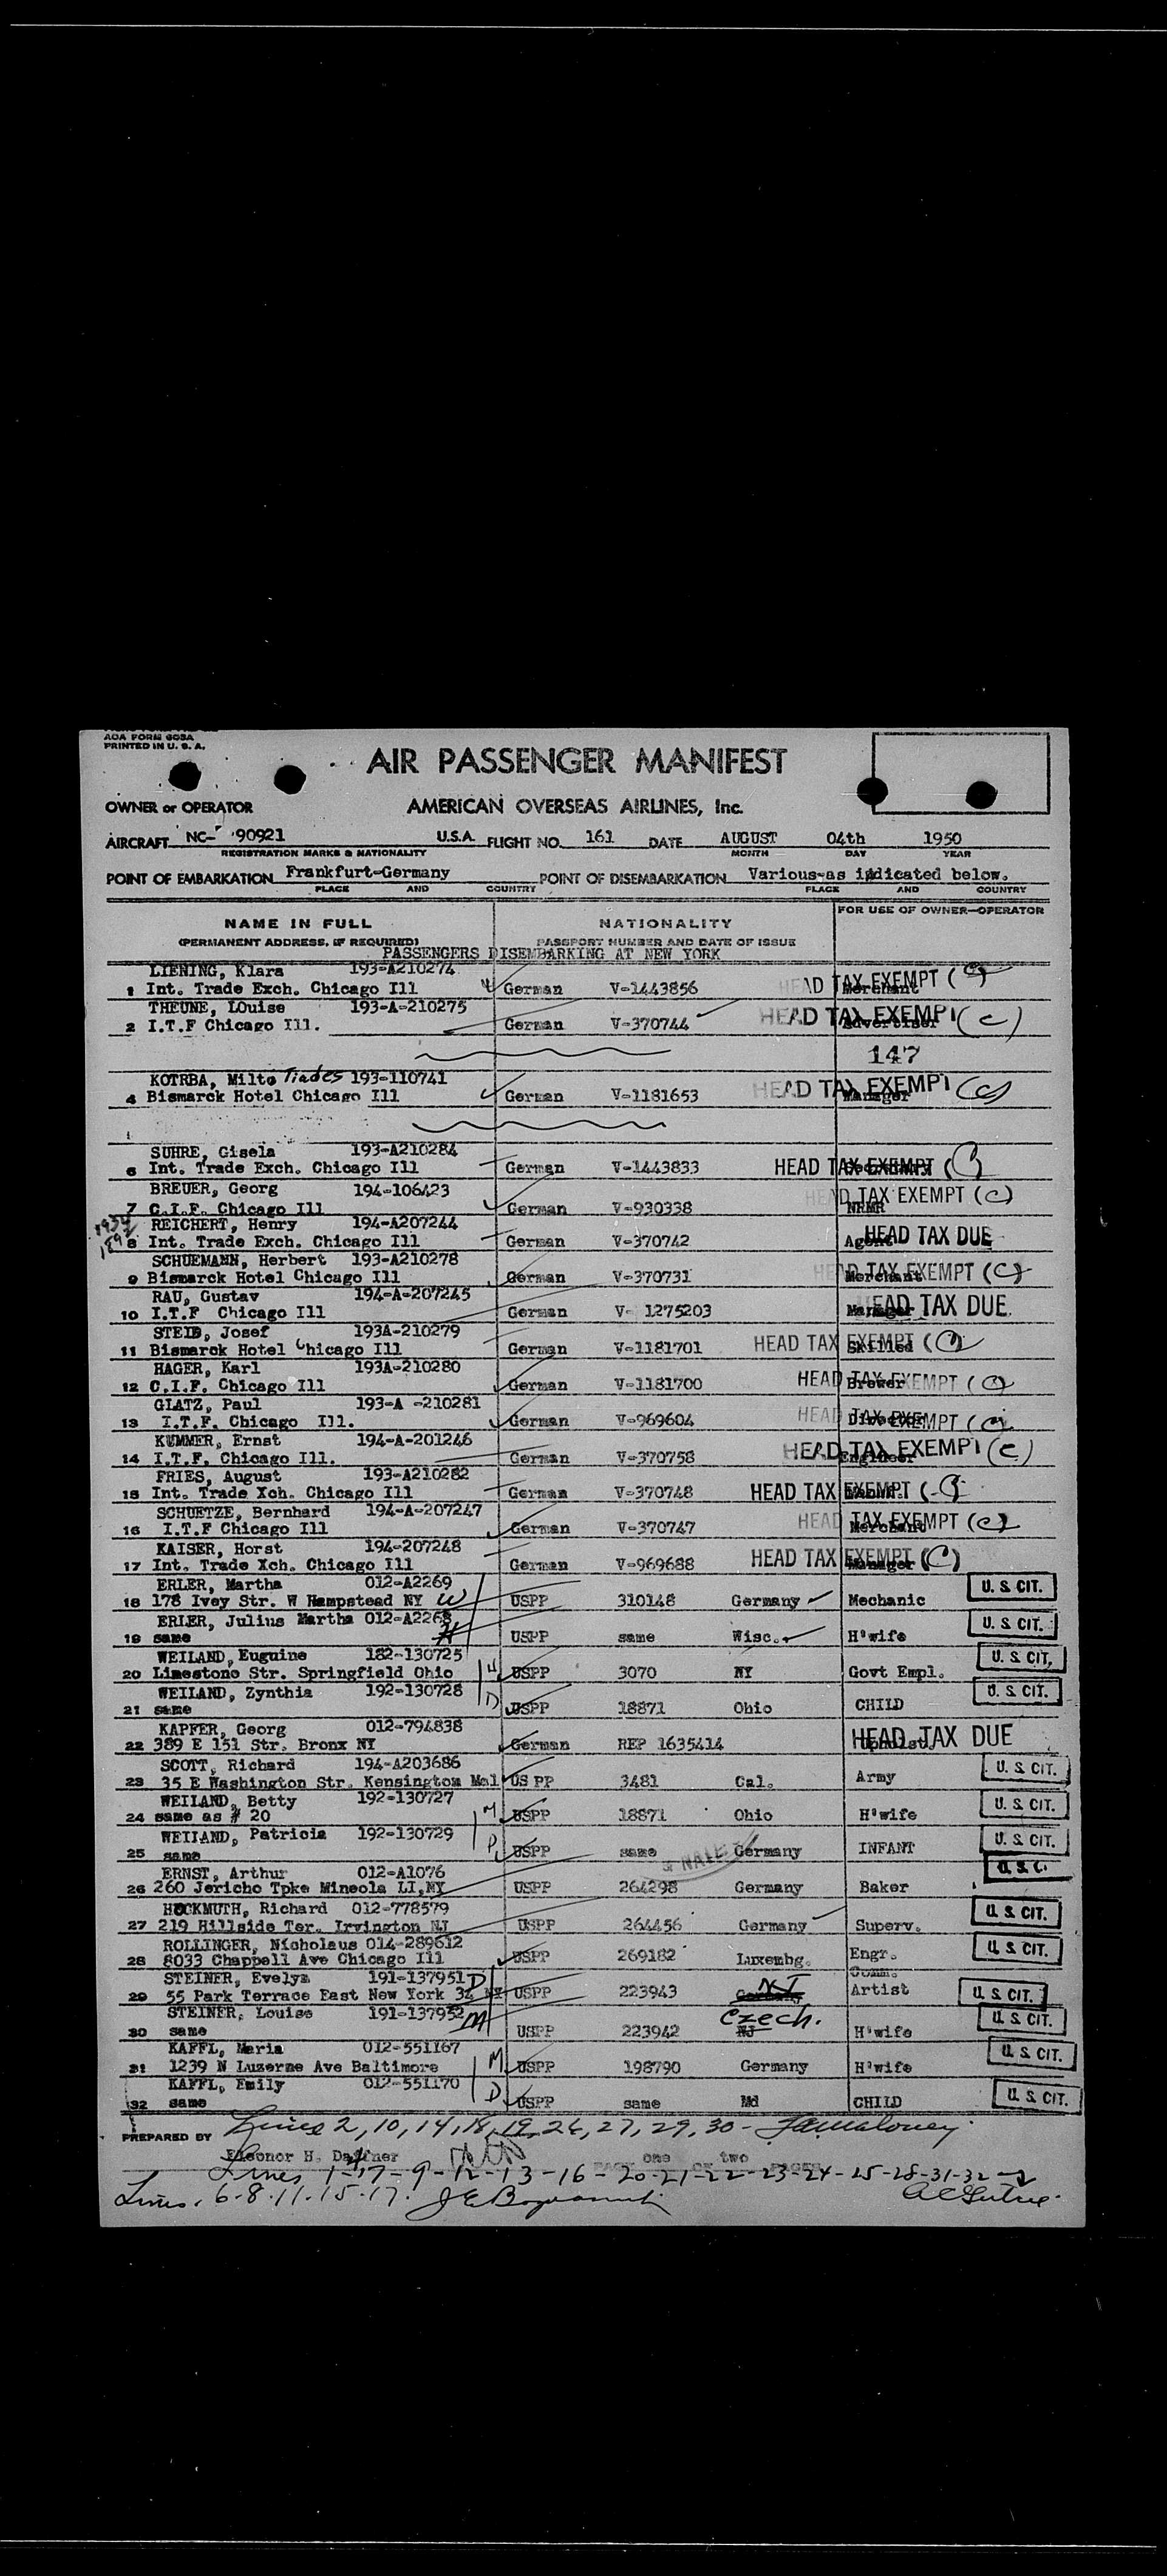 AOA FORM 603A
PRINTED IN U. S. A.
AIR PASSENGER MANIFEST
OWNER or OPERATOR AMERICAN OVERSEAS AIRLINES, Inc.
AIRCRAFT NC- 90921 U.S.A. FLIGHT NO. 161 DATE AUGUST 04th 1950
REGISTRATION MARKS & NATIONALITY MONTH DAY YEAR
POINT OF EMBARKATION Frankfurt-Germany POINT OF DISEMBARKATION Various-as indicated below.
PLACE AND COUNTRY PLACE AND COUNTRY
FOR USE OF OWNER—OPERATOR
NAME IN FULL NATIONALITY
(PERMANENT ADDRESS, IF REQUIRED) PASSPORT NUMBER AND DATE OF ISSUE
PASSENGERS DISEMBARKING AT NEW YORK
LIENING, Klara 193-A210274
1 Int. Trade Exch. Chicago Ill German V-1443856 Merchant HEAD TAX EXEMPT (C)
THEUNE, LOuise 193-A-210275
2 I.T.F Chicago Ill. German V-370744 Advertiser HEAD TAX EXEMPT (C)
147
KOTRBA, Milto Tiades 193-110741
4 Bismarck Hotel Chicago Ill German V-1181653 Manager HEAD TAX EXEMPT (C)
SUHRE, Gisela 193-A210284
6 Int. Trade Exch. Chicago Ill German V-1443833 HEAD TAX EXEMPT (C)
BREUER, Georg 194-106423
7 C.I.F. Chicago Ill German V-930338 HEAD TAX EXEMPT (C)
REICHERT, Henry 194-A207244
8 Int. Trade Exch. Chicago Ill German V-370742 Agent HEAD TAX DUE
SCHUEMANN, Herbert 193-A210278
9 Bismarck Hotel Chicago Ill German V-370731 Merchant HEAD TAX EXEMPT (C)
RAU, Gustav 194-A-207245
10 I.T.F Chicago Ill German V- 1275203 Manager HEAD TAX DUE
STEIB, Josef 193A-210279
11 Bismarck Hotel Chicago Ill German V-1181701 Skilled HEAD TAX EXEMPT (C)
HAGER, Karl 193A-210280
12 C.I.F. Chicago Ill German V-1181700 Brewer HEAD TAX EXEMPT (C)
GLATZ, Paul 193-A -210281
13 I.T.F. Chicago Ill. German V-969604 Director HEAD TAX EXEMPT (C)
KUMMER, Ernst 194-A-201246
14 I.T.F. Chicago Ill. German V-370758 Engineer HEAD TAX EXEMPT (C)
FRIES, August 193-A210282
15 Int. Trade Xch. Chicago Ill German V-370748 HEAD TAX EXEMPT (C)
SCHUETZE, Bernhard 194-A-207247
16 I.T.F Chicago Ill German V-370747 Merchant HEAD TAX EXEMPT (C)
KAISER, Horst 194-207248
17 Int. Trade Xch. Chicago Ill German V-969688 Manager HEAD TAX EXEMPT (C)
ERLER, Martha 012-A2269
18 178 Ivey Str. W Hempstead NY W USPP 310148 Germany Mechanic U. S. CIT.
ERLER, Julius Martha 012-A2268
19 same H USPP same Wisc. H'wife U. S. CIT.
WEILAND, Euguine 182-130725
20 Limestone Str. Springfield Ohio H USPP 3070 NY Govt Empl. U. S. CIT.
WEILAND, Zynthia 192-130728
21 same D USPP 18871 Ohio CHILD U. S. CIT.
KAPFER, Georg 012-794838
22 389 E 151 Str. Bronx NY German REP 1635414 HEAD TAX DUE
SCOTT, Richard 194-A203686
23 35 E Washington Str. Kensington Mal US PP 3481 Cal. Army U. S. CIT.
WEILAND, Betty 192-130727
24 same as # 20 M USPP 18871 Ohio H'wife U. S. CIT.
WEILAND, Patricia 192-130729
25 same D USPP same Germany INFANT U. S. CIT.
ERNST, Arthur 012-A1076
26 260 Jericho Tpke Mineola LI,NY USPP 264298 Germany Baker U. S. C.
HOCKMUTH, Richard 012-778579
27 219 Hillside Ter. Irvington NJ USPP 264456 Germany Superv. U. S. CIT.
ROLLINGER, Nicholaus 014-289612
28 8033 Chappell Ave Chicago Ill USPP 269182 Luxembg. Engr. U. S. CIT.
STEINER, Evelyn 191-137951 D Comm.
29 55 Park Terrace East New York 34 NY USPP 223943 Germany NJ Artist U. S. CIT.
STEINER, Louise 191-137952 M Czech.
30 same USPP 223942 NJ H'wife U. S. CIT.
KAFFL, Maria 012-551167
31 1239 N Luzerne Ave Baltimore M USPP 198790 Germany H'wife U. S. CIT.
KAFFL, Emily 012-551170
32 same D USPP same Md CHILD U. S. CIT.
Lines 2, 10, 14, 18, 19, 26, 27, 29, 30 -
PREPARED BY
Eleonor H. Daffner PAGE one OF two PAGES
Lines 1-4-7-9-12-13-16-20-21-22-23-24-25-28-31-32
Lines. 6-8-11-15-17.